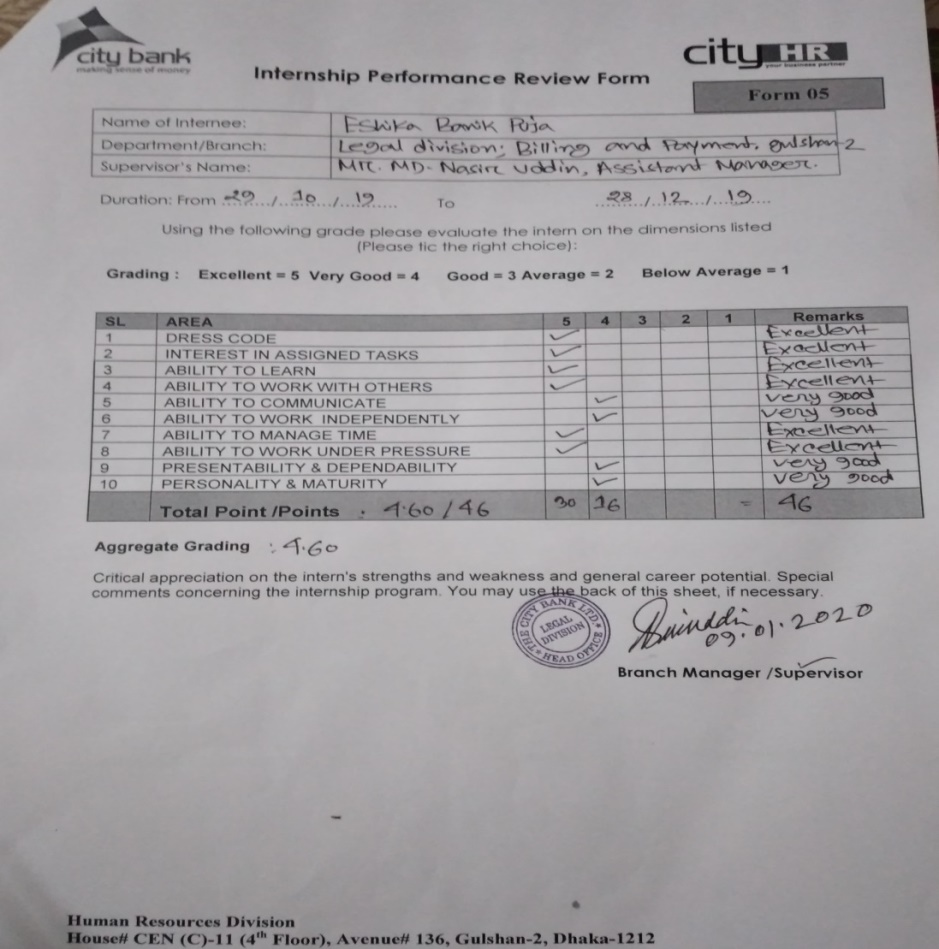 city bank
making sense of money
city HR
your business partner
Internship Performance Review Form
Form 05
Name of Internee: Eshika Banik Puja
Department/Branch: Legal division; Billing and Payment, Gulshan-2
Supervisor's Name: Mr. MD. Nasir Uddin, Assistant Manager.
Duration: From 29 / 10 / 19 To 28 / 12 / 19
Using the following grade please evaluate the intern on the dimensions listed
(Please tic the right choice):
Grading : Excellent = 5 Very Good = 4 Good = 3 Average = 2 Below Average = 1
SL AREA 5 4 3 2 1 Remarks
1 DRESS CODE ✓ Excellent
2 INTEREST IN ASSIGNED TASKS ✓ Excellent
3 ABILITY TO LEARN ✓ Excellent
4 ABILITY TO WORK WITH OTHERS ✓ Excellent
5 ABILITY TO COMMUNICATE ✓ very good
6 ABILITY TO WORK INDEPENDENTLY ✓ very good
7 ABILITY TO MANAGE TIME ✓ Excellent
8 ABILITY TO WORK UNDER PRESSURE ✓ Excellent
9 PRESENTABILITY & DEPENDABILITY ✓ very good
10 PERSONALITY & MATURITY ✓ very good
Total Point /Points : 4.60 / 46 30 16 = 46
Aggregate Grading : 4.60
Critical appreciation on the intern's strengths and weakness and general career potential. Special
comments concerning the internship program. You may use the back of this sheet, if necessary.
THE CITY BANK LTD.
LEGAL
DIVISION
HEAD OFFICE
09.01.2020
Branch Manager /Supervisor
Human Resources Division
House# CEN (C)-11 (4th Floor), Avenue# 136, Gulshan-2, Dhaka-1212